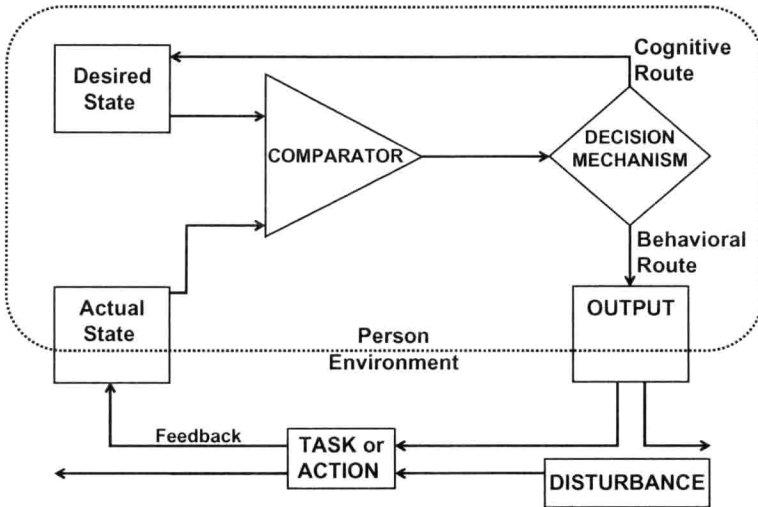 Cognitive
Route
Desired
State
COMPARATOR
DECISION
MECHANISM
Behavioral
Route
Actual
State
OUTPUT
Person
Environment
Feedback
TASK or
ACTION
DISTURBANCE